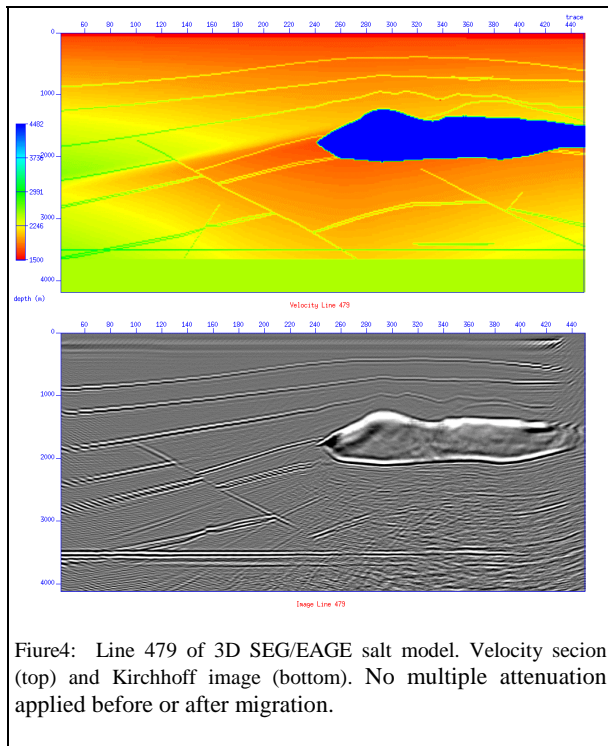 trace
60 80 100 120 140 160 180 200 220 240 260 280 300 320 340 360 380 400 420 440
0
1000
2000
3000
4000
depth (m)
4482
2991
2246
1500
Velocity Line 479
60 80 100 120 140 160 180 200 220 240 260 280 300 320 340 360 380 400 420 440
0
1000
2000
3000
4000
Image Line 479
Fiure4: Line 479 of 3D SEG/EAGE salt model. Velocity secion
(top) and Kirchhoff image (bottom). No multiple attenuation
applied before or after migration.